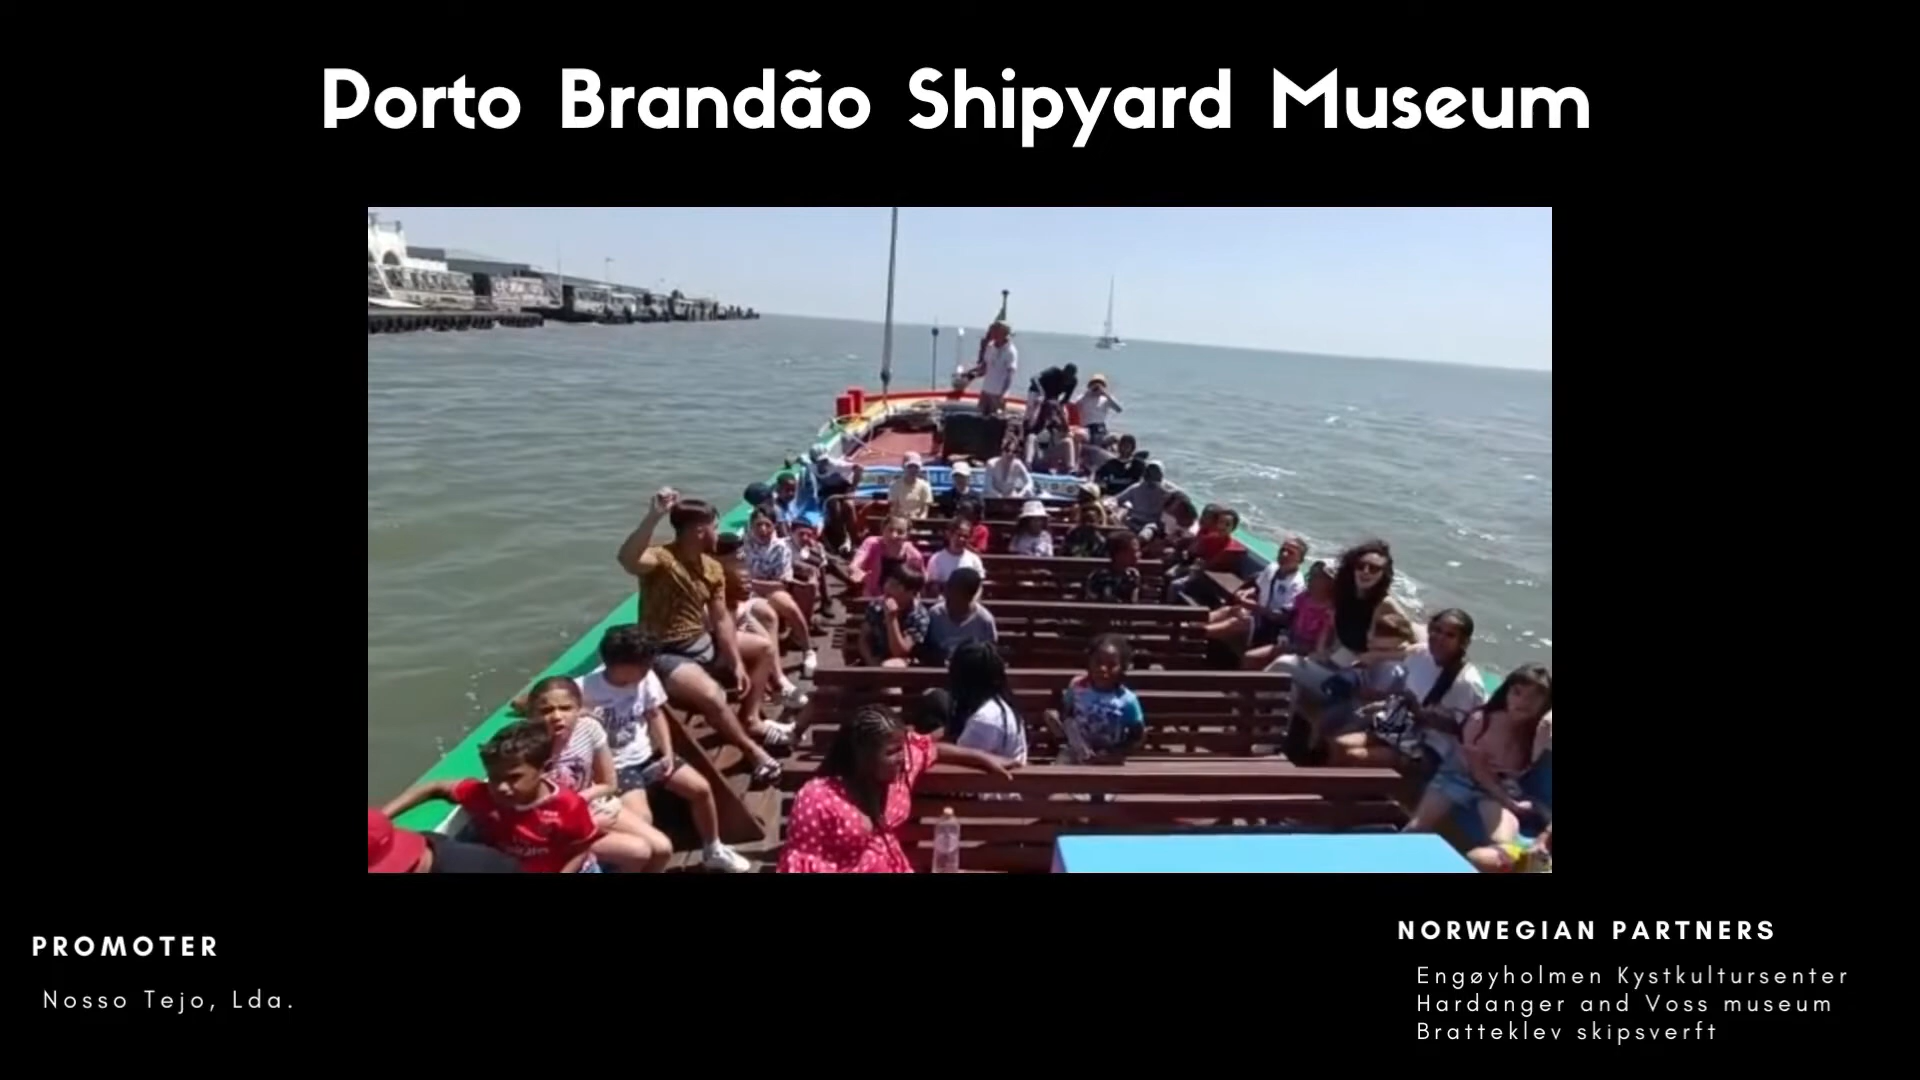 Porto Brandão Shipyard Museum
PROMOTER
Nosso Tejo, Lda.
NORWEGIAN PARTNERS
Engøyholmen Kystkultursenter
Hardanger and Voss museum
Bratteklev skipsverft